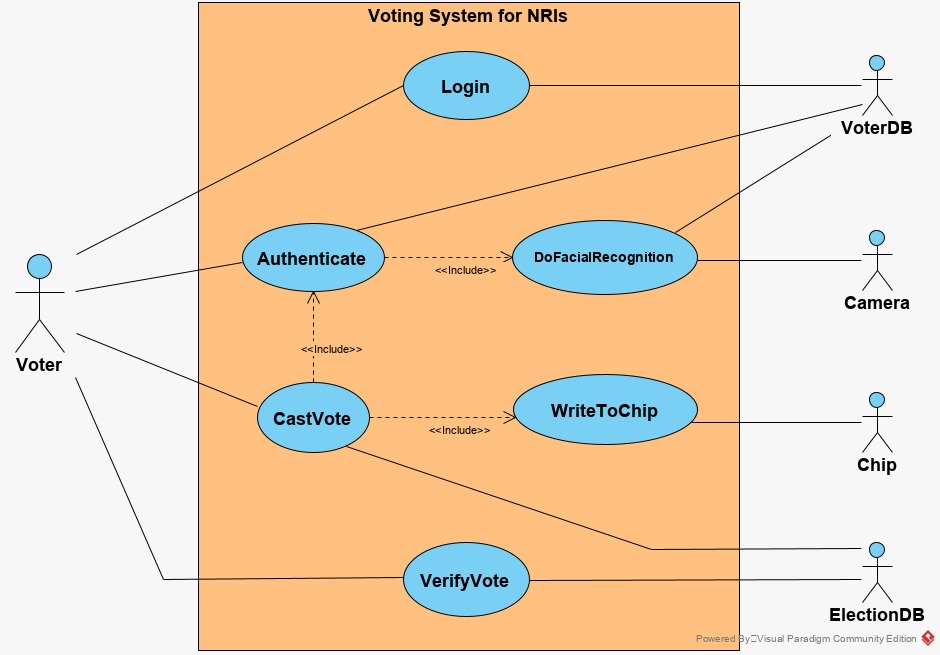 Voting System for NRIs
Login
VoterDB
Authenticate
DoFacialRecognition
<<Include>>
Camera
Voter
<<Include>>
CastVote
WriteToChip
<<Include>>
Chip
VerifyVote
ElectionDB
Powered By Visual Paradigm Community Edition